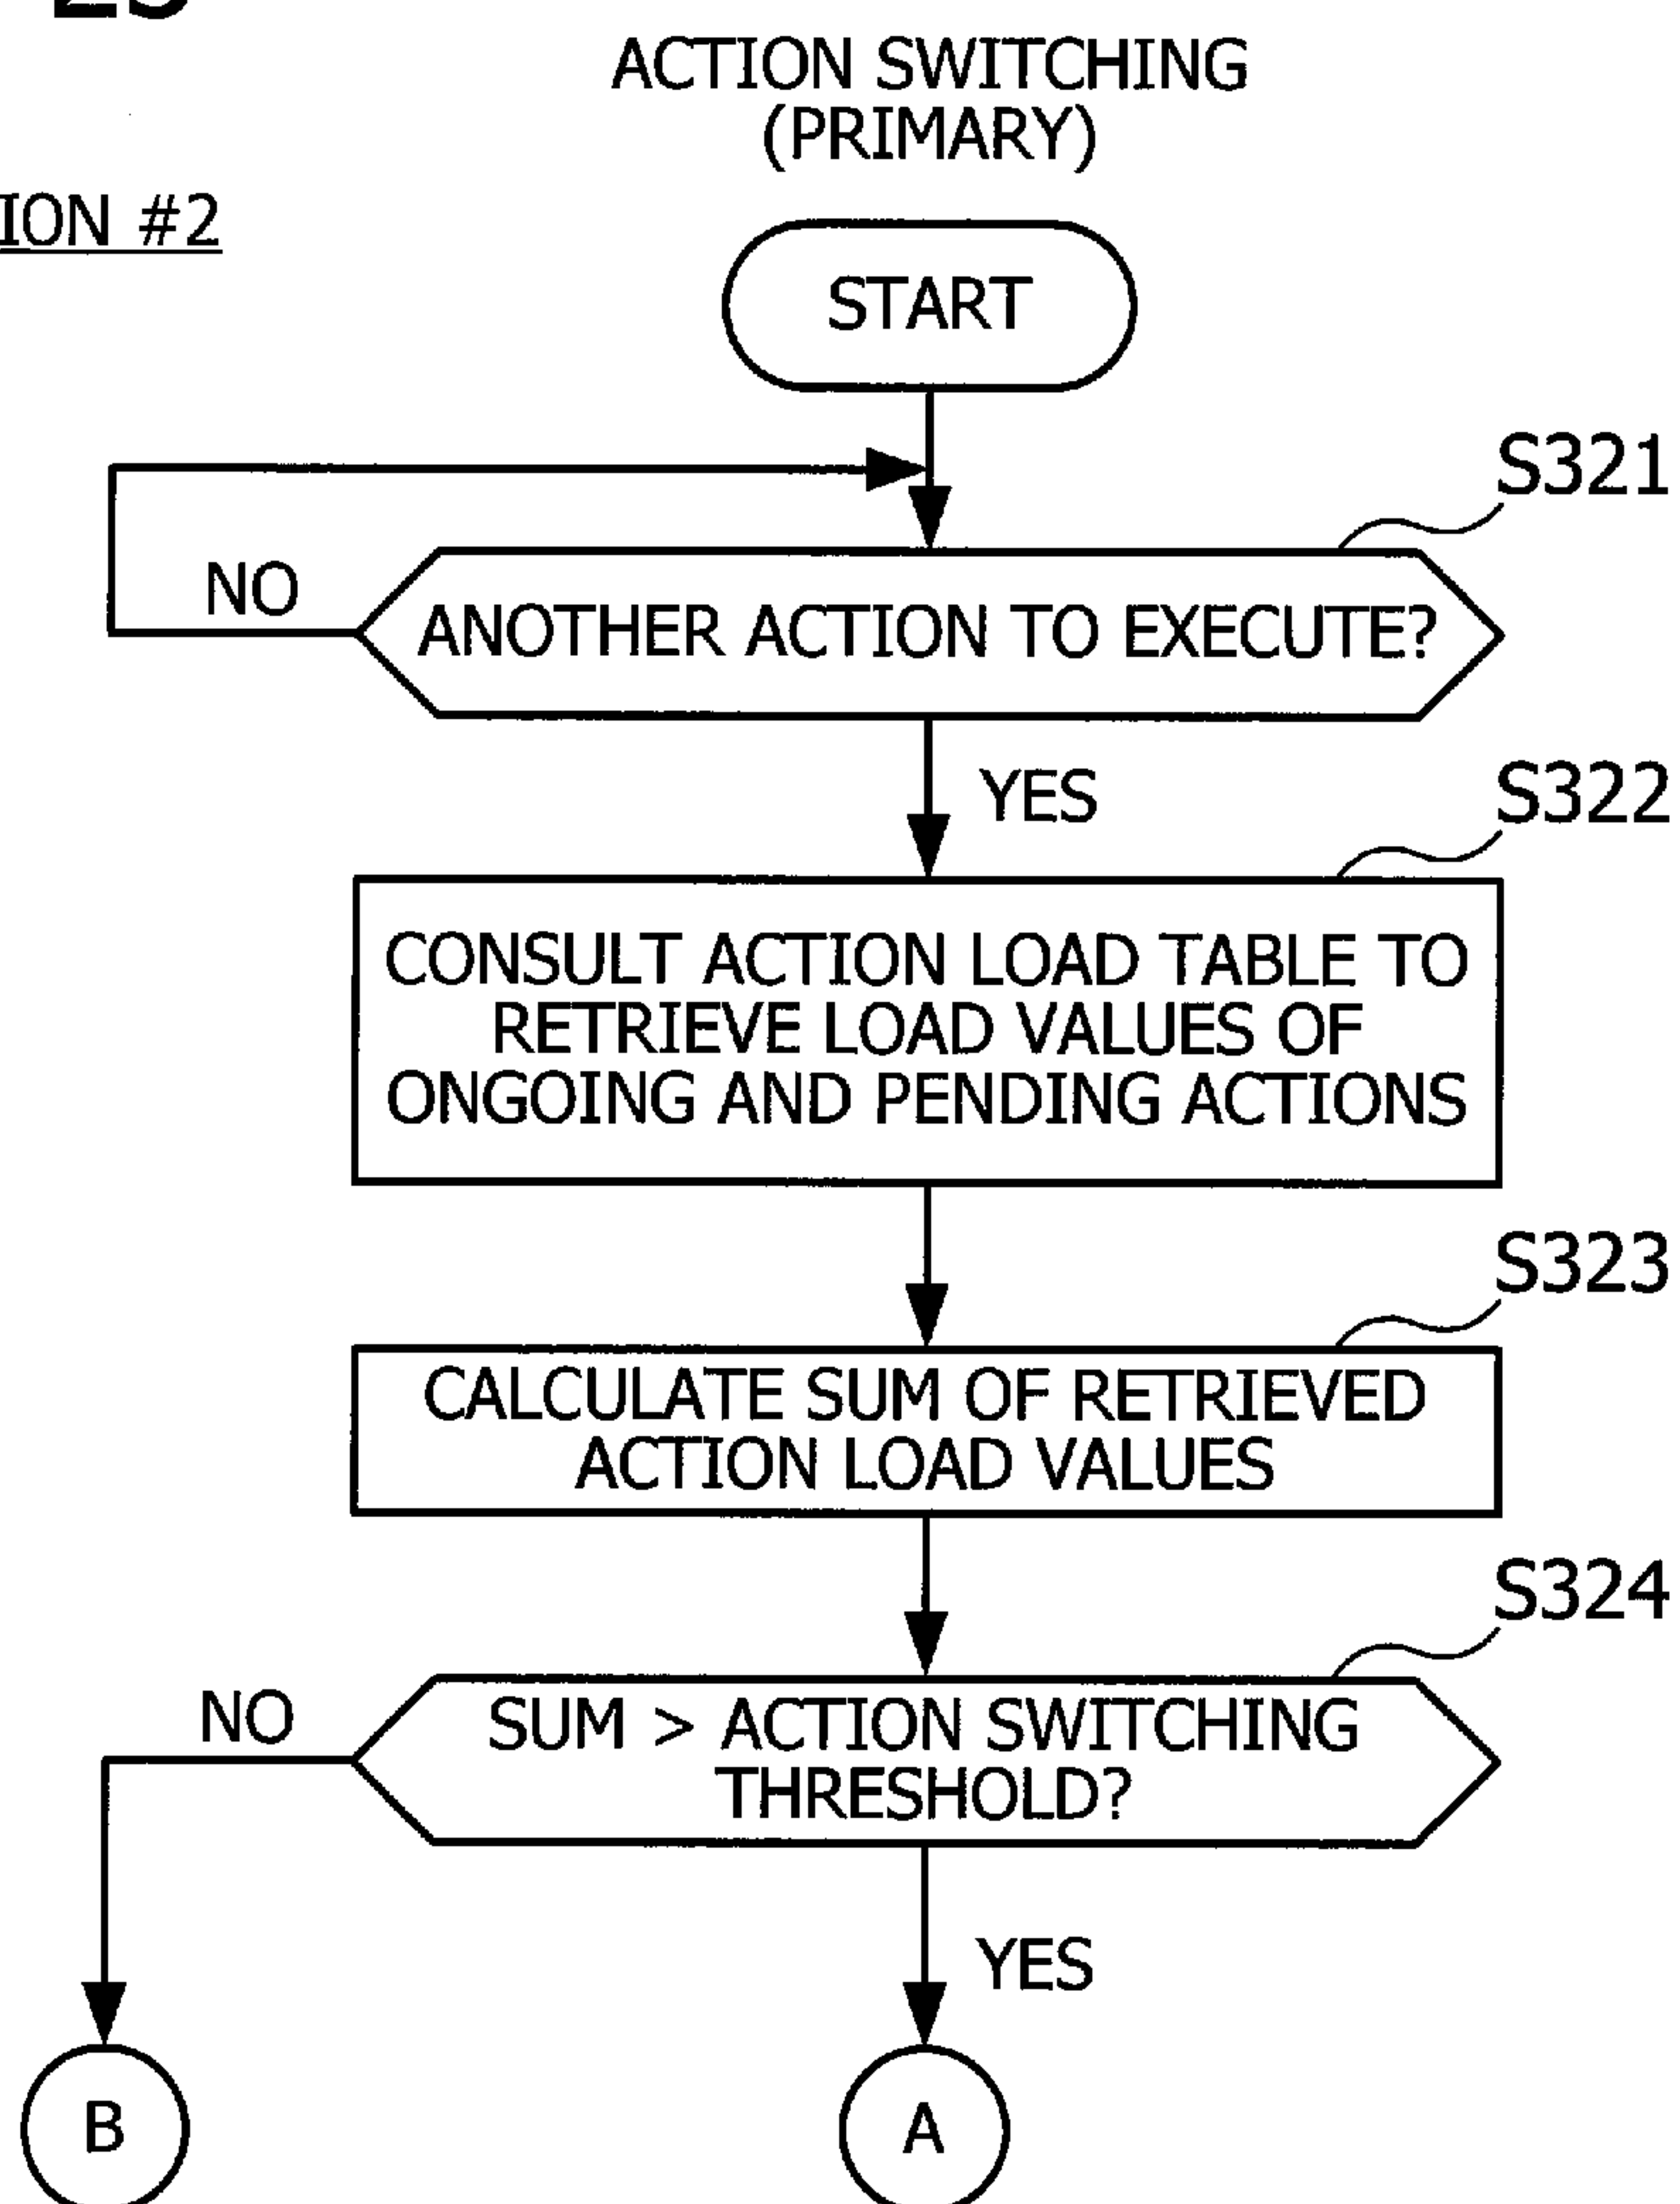 ACTION SWITCHING
(PRIMARY)
ION #2
START
S321
NO
ANOTHER ACTION TO EXECUTE?
YES
S322
CONSULT ACTION LOAD TABLE TO
RETRIEVE LOAD VALUES OF
ONGOING AND PENDING ACTIONS
S323
CALCULATE SUM OF RETRIEVED
ACTION LOAD VALUES
S324
NO
SUM > ACTION SWITCHING
THRESHOLD?
YES
B
A